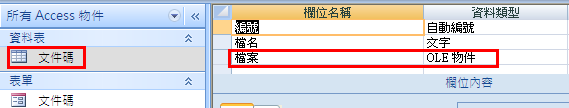 所有 Access 物件
資料表
文件碼
表單
文件碼
欄位名稱 資料類型
編號 自動編號
檔名 文字
檔案 OLE 物件
欄位內容